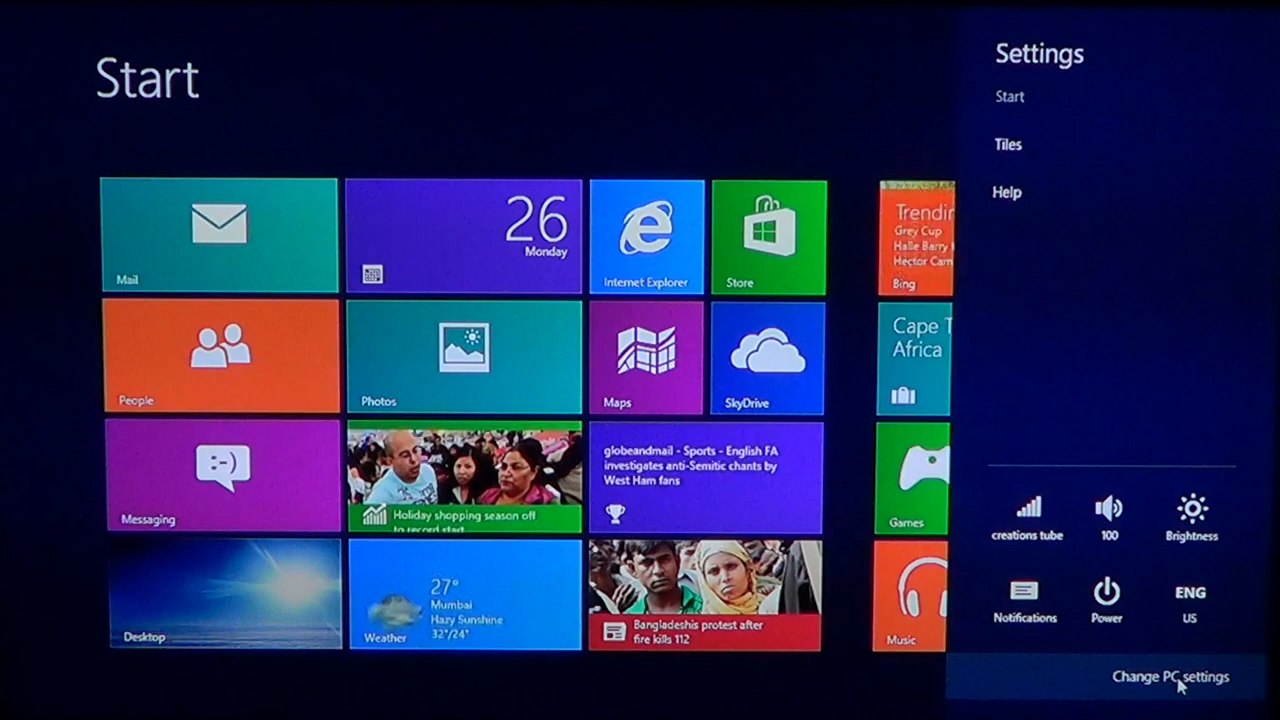 Start
Mail
26
Monday
Internet Explorer
Store
Trendin
Grey Cup
Halle Barry
Hector Cam
Bing
People
Photos
Maps
SkyDrive
Cape T
Africa
Messaging
:-)
Holiday shopping season off
to record start
globeandmail - Sports - English FA
investigates anti-Semitic chants by
West Ham fans
Games
Desktop
27°
Mumbai
Hazy Sunshine
32°/24°
Weather
Bangladeshis protest after
fire kills 112
Music
Settings
Start
Tiles
Help
creations tube
100
Brightness
Notifications
Power
ENG
US
Change PC settings